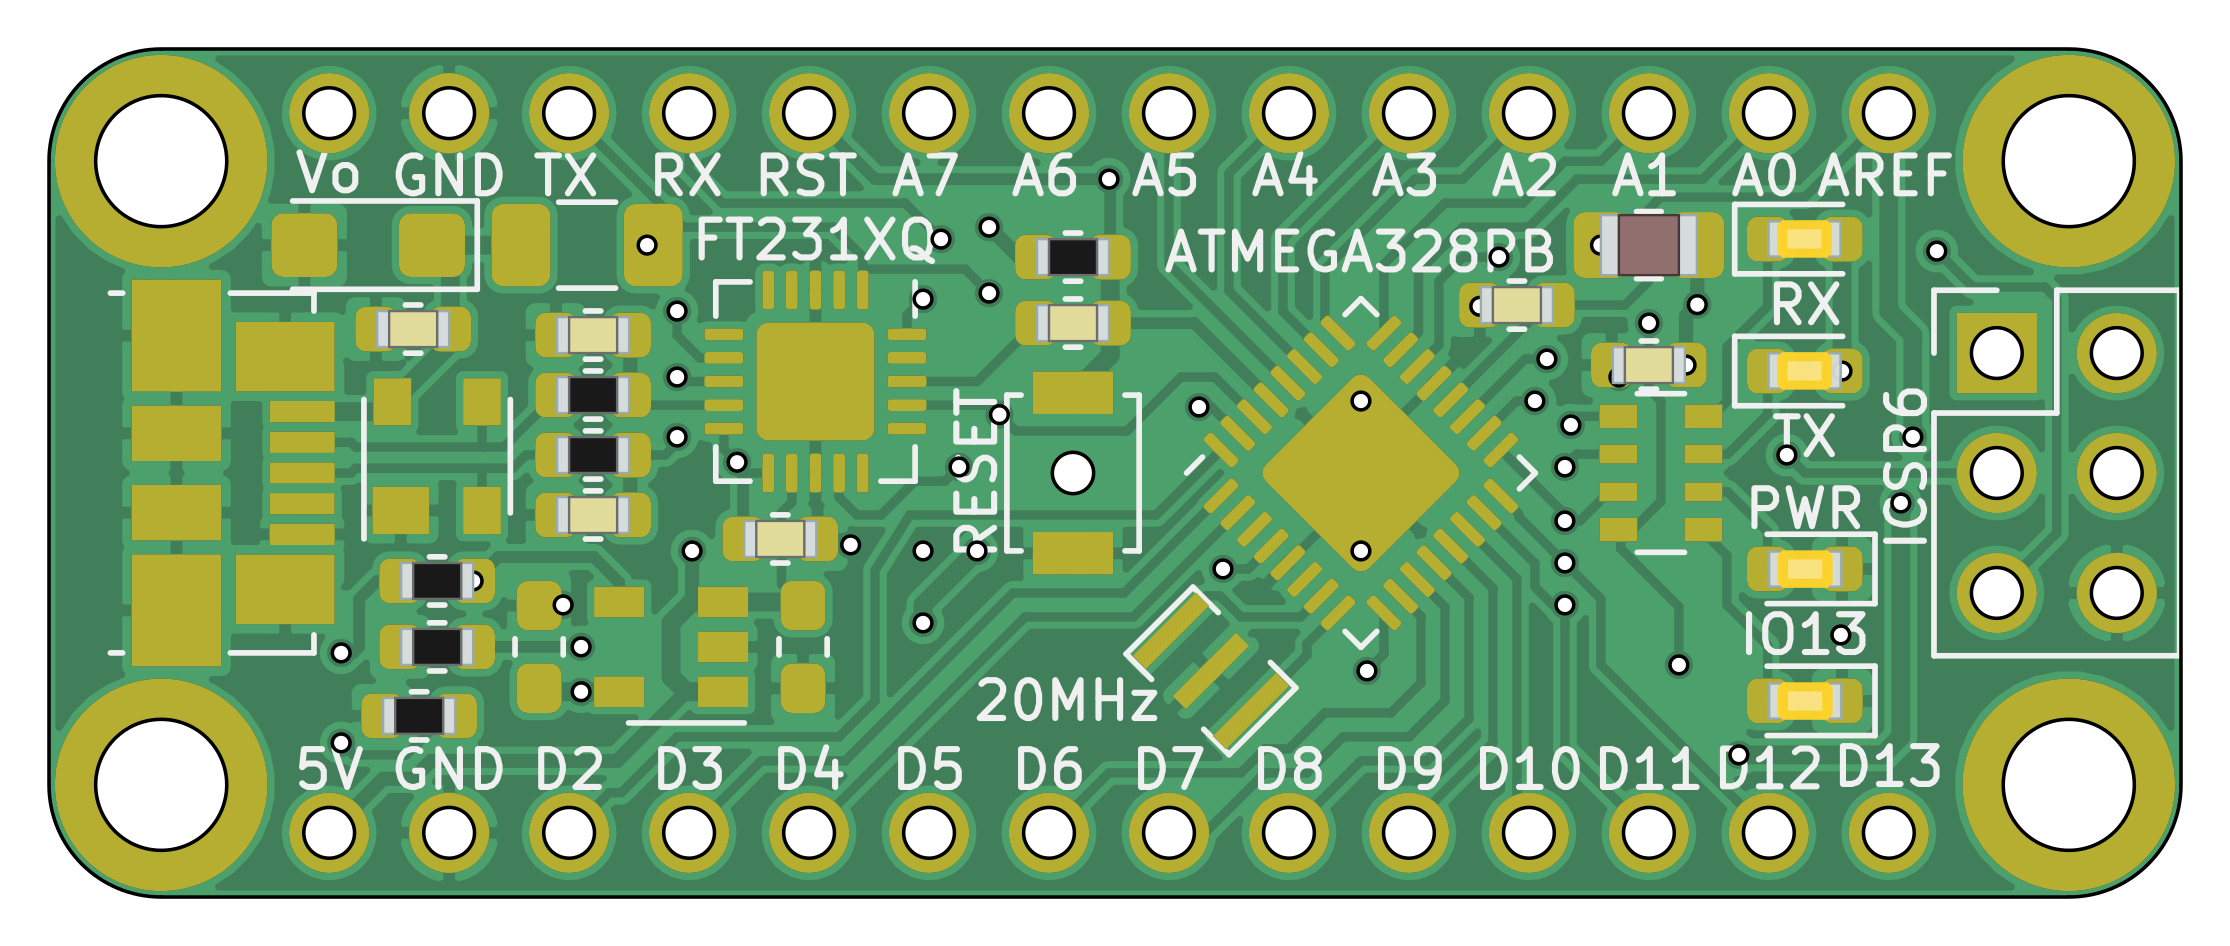 Vo GND TX RX RST A7 A6 A5 A4 A3 A2 A1 A0 AREF
FT231XQ
ATMEGA328PB
RX
TX
RESET
ICSP6
PWR
IO13
20MHz
5V GND D2 D3 D4 D5 D6 D7 D8 D9 D10 D11 D12 D13